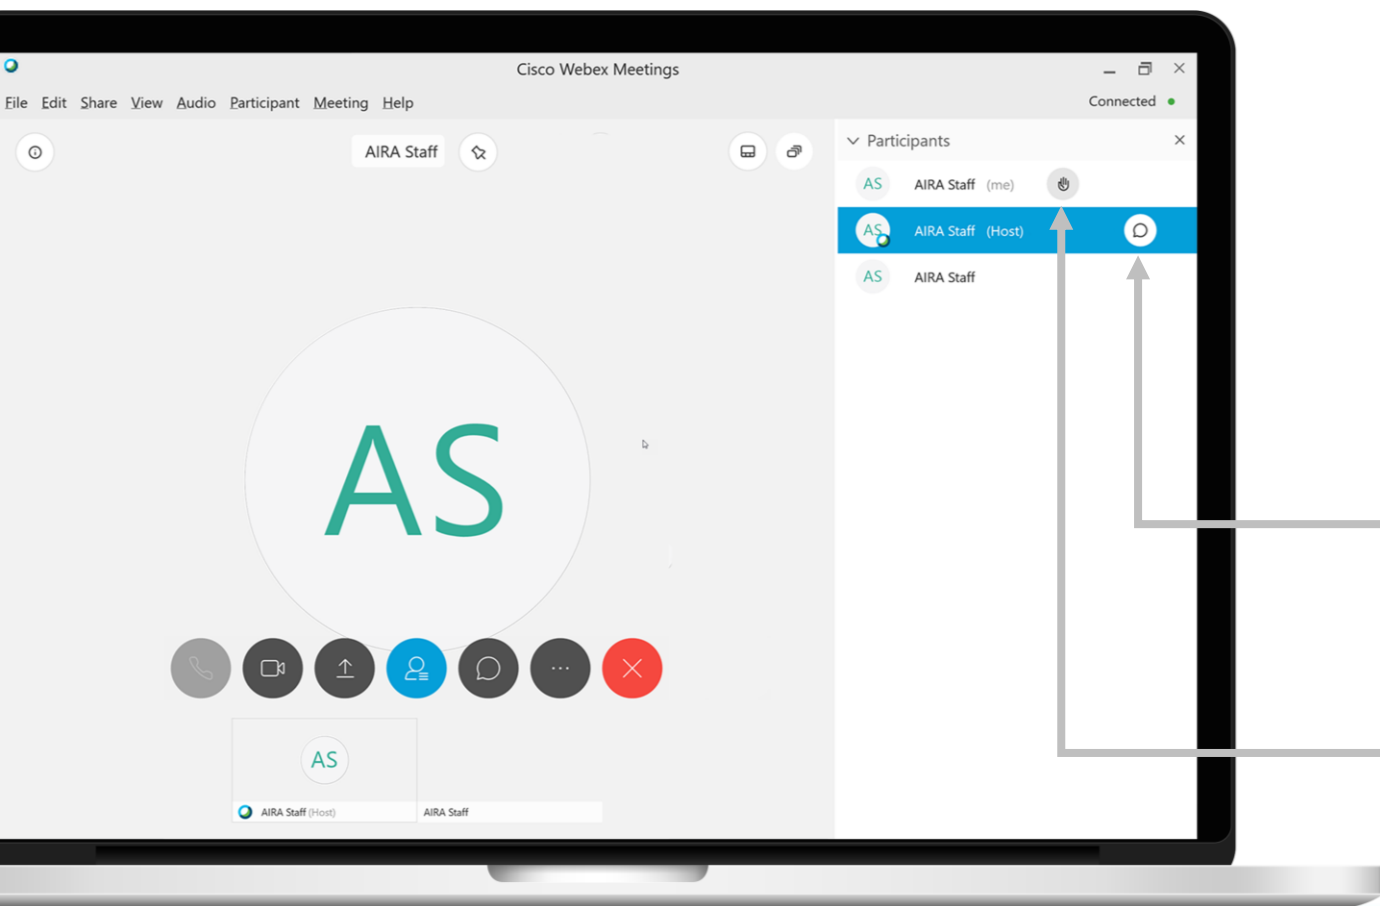 Cisco Webex Meetings
File Edit Share View Audio Participant Meeting Help
Connected
AIRA Staff
Participants
AS AIRA Staff (me)
AS AIRA Staff (Host)
AS AIRA Staff
AS
AS
AIRA Staff (Host)
AIRA Staff